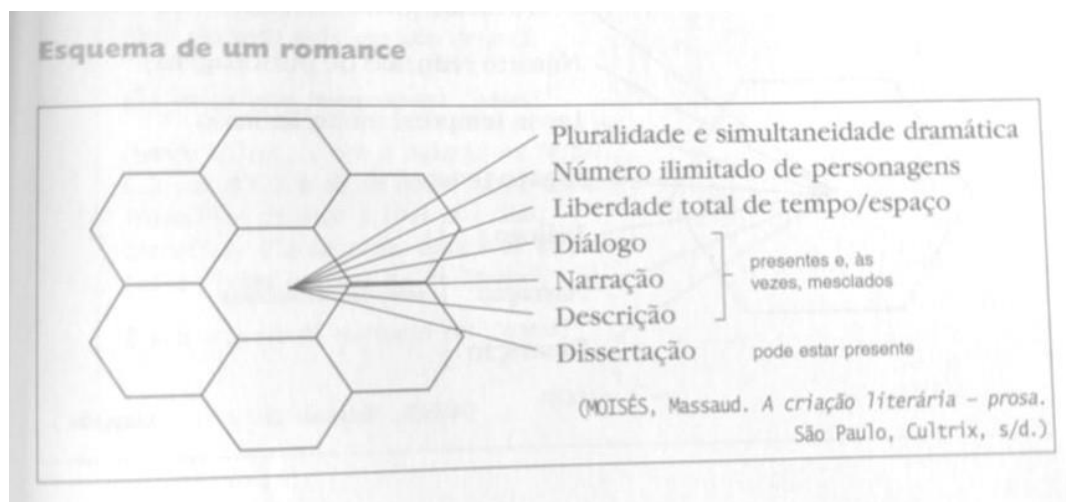 Esquema de um romance
Pluralidade e simultaneidade dramática
Número ilimitado de personagens
Liberdade total de tempo/espaço
Diálogo
Narração
Descrição
presentes e, às
vezes, mesclados
Dissertação
pode estar presente
(MOISÉS, Massaud. A criação literária – prosa.
São Paulo, Cultrix, s/d.)